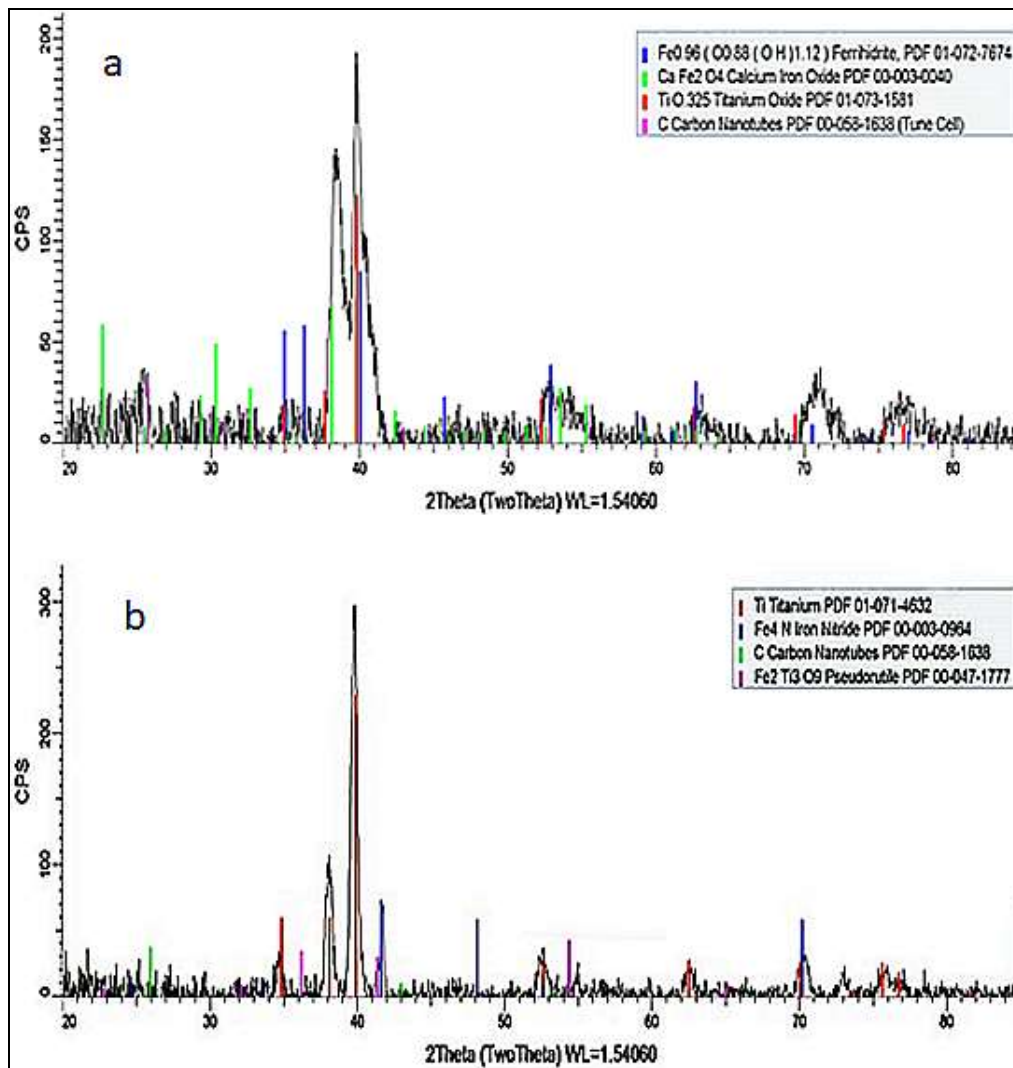 a
Fe0.96 ( O0.88 ( O H )1.12 ) Ferrihidrite, PDF 01-072-7674
Ca Fe2 O4 Calcium Iron Oxide PDF 00-003-0040
Ti O.325 Titanium Oxide PDF 01-073-1581
C Carbon Nanotubes PDF 00-058-1638 (Tune Cell)
200
150
100
50
0
CPS
20 30 40 50 60 70 80
2Theta (TwoTheta) WL=1.54060
b
Ti Titanium PDF 01-071-4632
Fe4 N Iron Nitride PDF 00-003-0964
C Carbon Nanotubes PDF 00-058-1638
Fe2 Ti3 O9 Pseudorutile PDF 00-047-1777
300
200
100
0
CPS
20 30 40 50 60 70 80
2Theta (TwoTheta) WL=1.54060